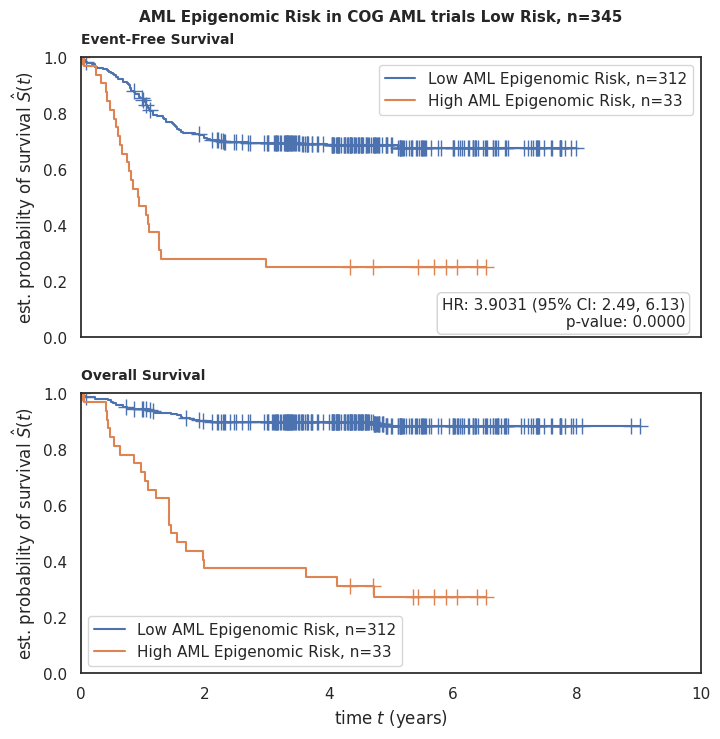 AML Epigenomic Risk in COG AML trials Low Risk, n=345
Event-Free Survival
est. probability of survival Ŝ(t)
1.0
0.8
0.6
0.4
0.2
0.0
Low AML Epigenomic Risk, n=312
High AML Epigenomic Risk, n=33
HR: 3.9031 (95% CI: 2.49, 6.13)
p-value: 0.0000
Overall Survival
est. probability of survival Ŝ(t)
1.0
0.8
0.6
0.4
0.2
0.0
Low AML Epigenomic Risk, n=312
High AML Epigenomic Risk, n=33
0 2 4 6 8 10
time t (years)